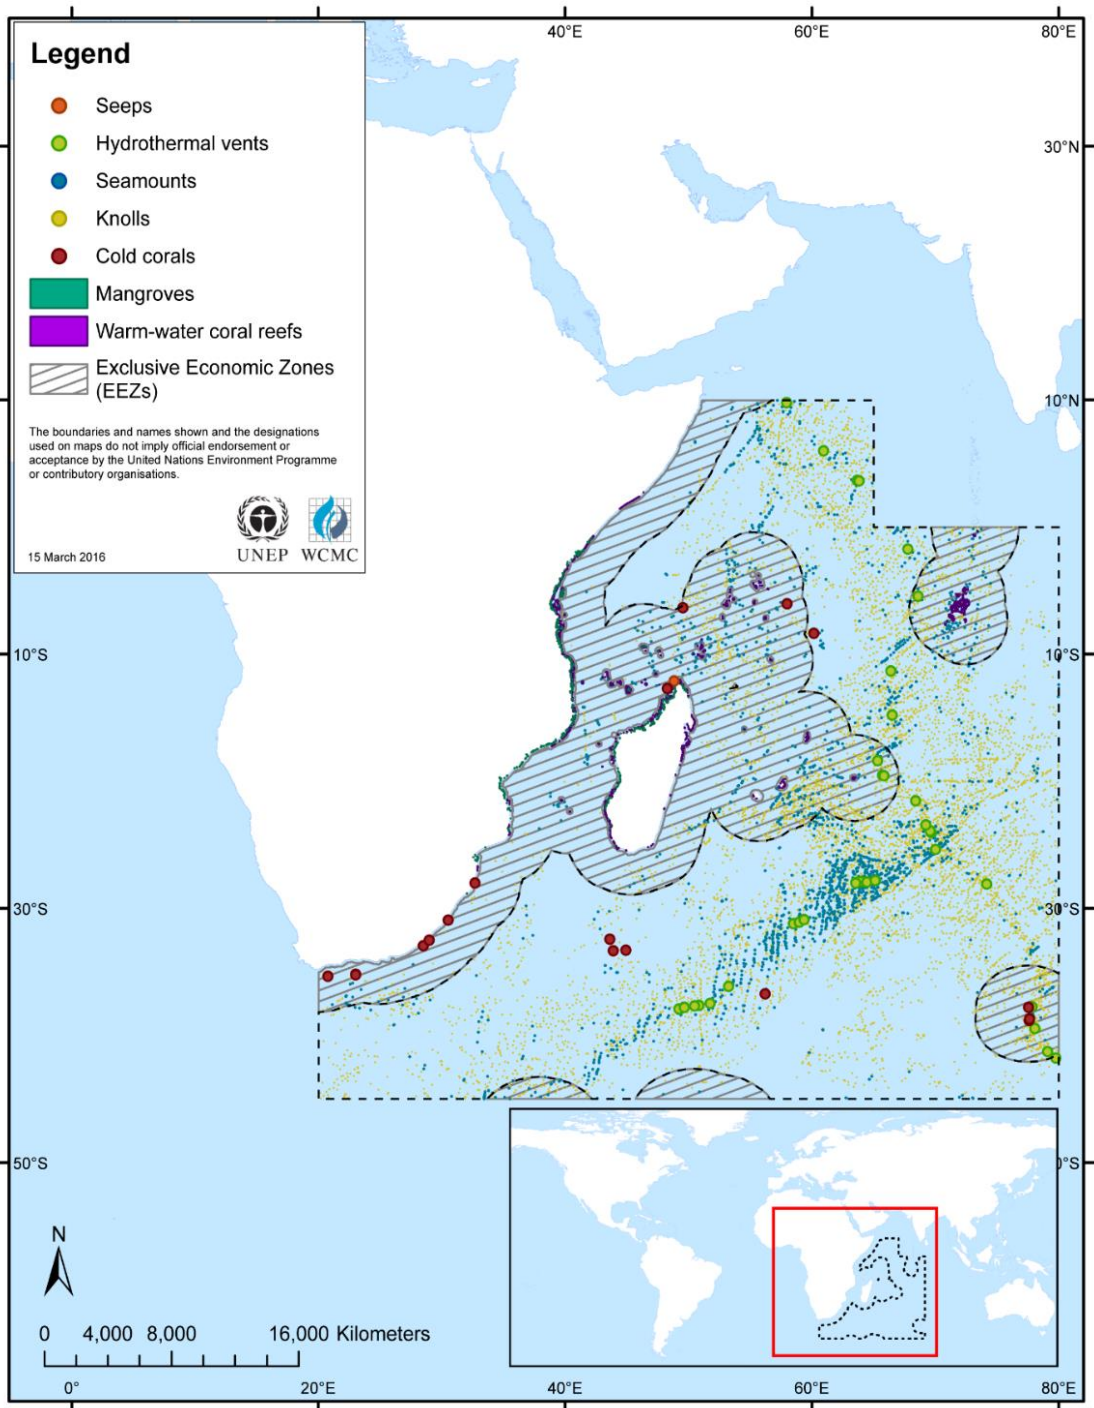 40°E
60°E
80°E
Legend
Seeps
Hydrothermal vents
Seamounts
Knolls
Cold corals
Mangroves
Warm-water coral reefs
Exclusive Economic Zones
(EEZs)
The boundaries and names shown and the designations
used on maps do not imply official endorsement or
acceptance by the United Nations Environment Programme
or contributory organisations.
UNEP WCMC
15 March 2016
30°N
10°N
10°S
10°S
30°S
30°S
50°S
0°S
N
0 4,000 8,000 16,000 Kilometers
0° 20°E 40°E 60°E 80°E